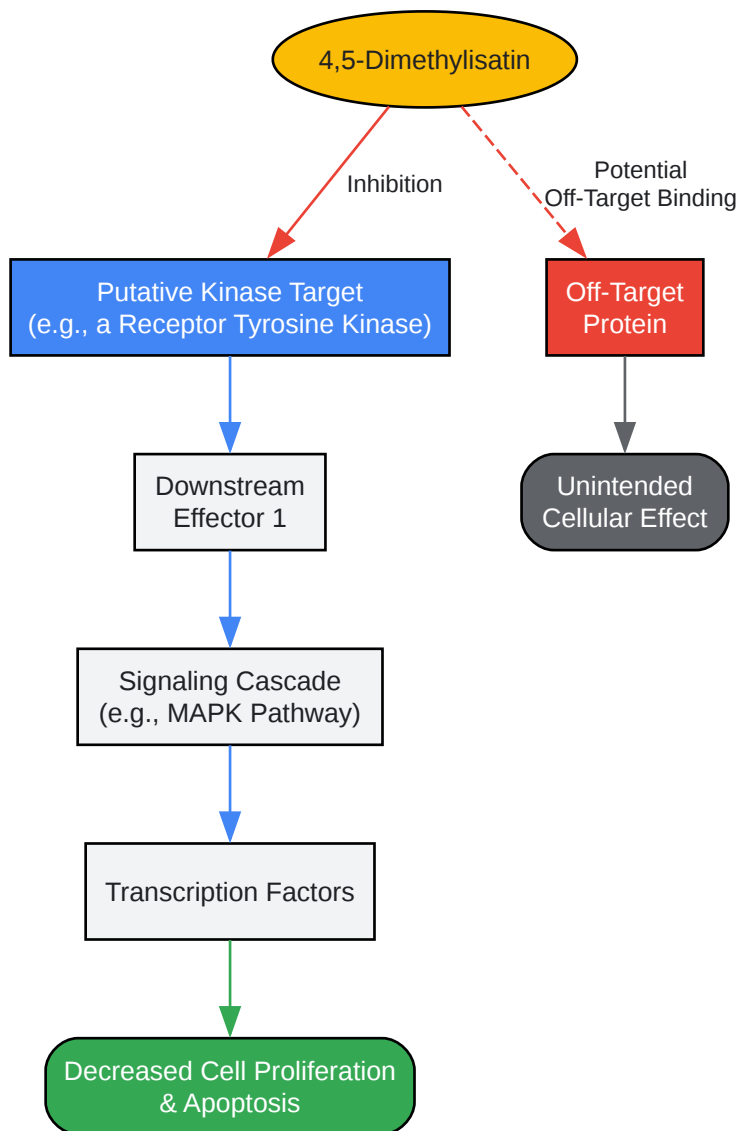 4,5-Dimethylisatin
Inhibition
Potential
Off-Target Binding
Putative Kinase Target
(e.g., a Receptor Tyrosine Kinase)
Off-Target
Protein
Downstream
Effector 1
Unintended
Cellular Effect
Signaling Cascade
(e.g., MAPK Pathway)
Transcription Factors
Decreased Cell Proliferation
& Apoptosis